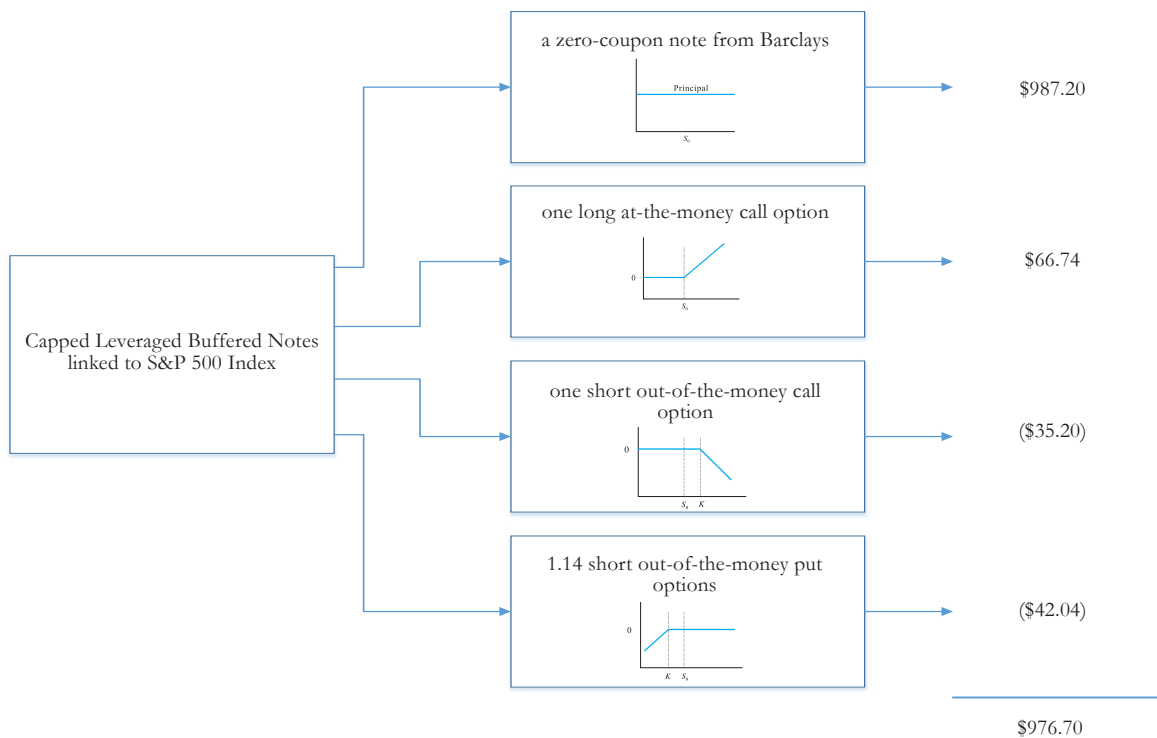 a zero-coupon note from Barclays
Principal
S₀
$987.20
one long at-the-money call option
0
S₀
$66.74
Capped Leveraged Buffered Notes
linked to S&P 500 Index
one short out-of-the-money call
option
0
S₀ K
($35.20)
1.14 short out-of-the-money put
options
0
K S₀
($42.04)
$976.70